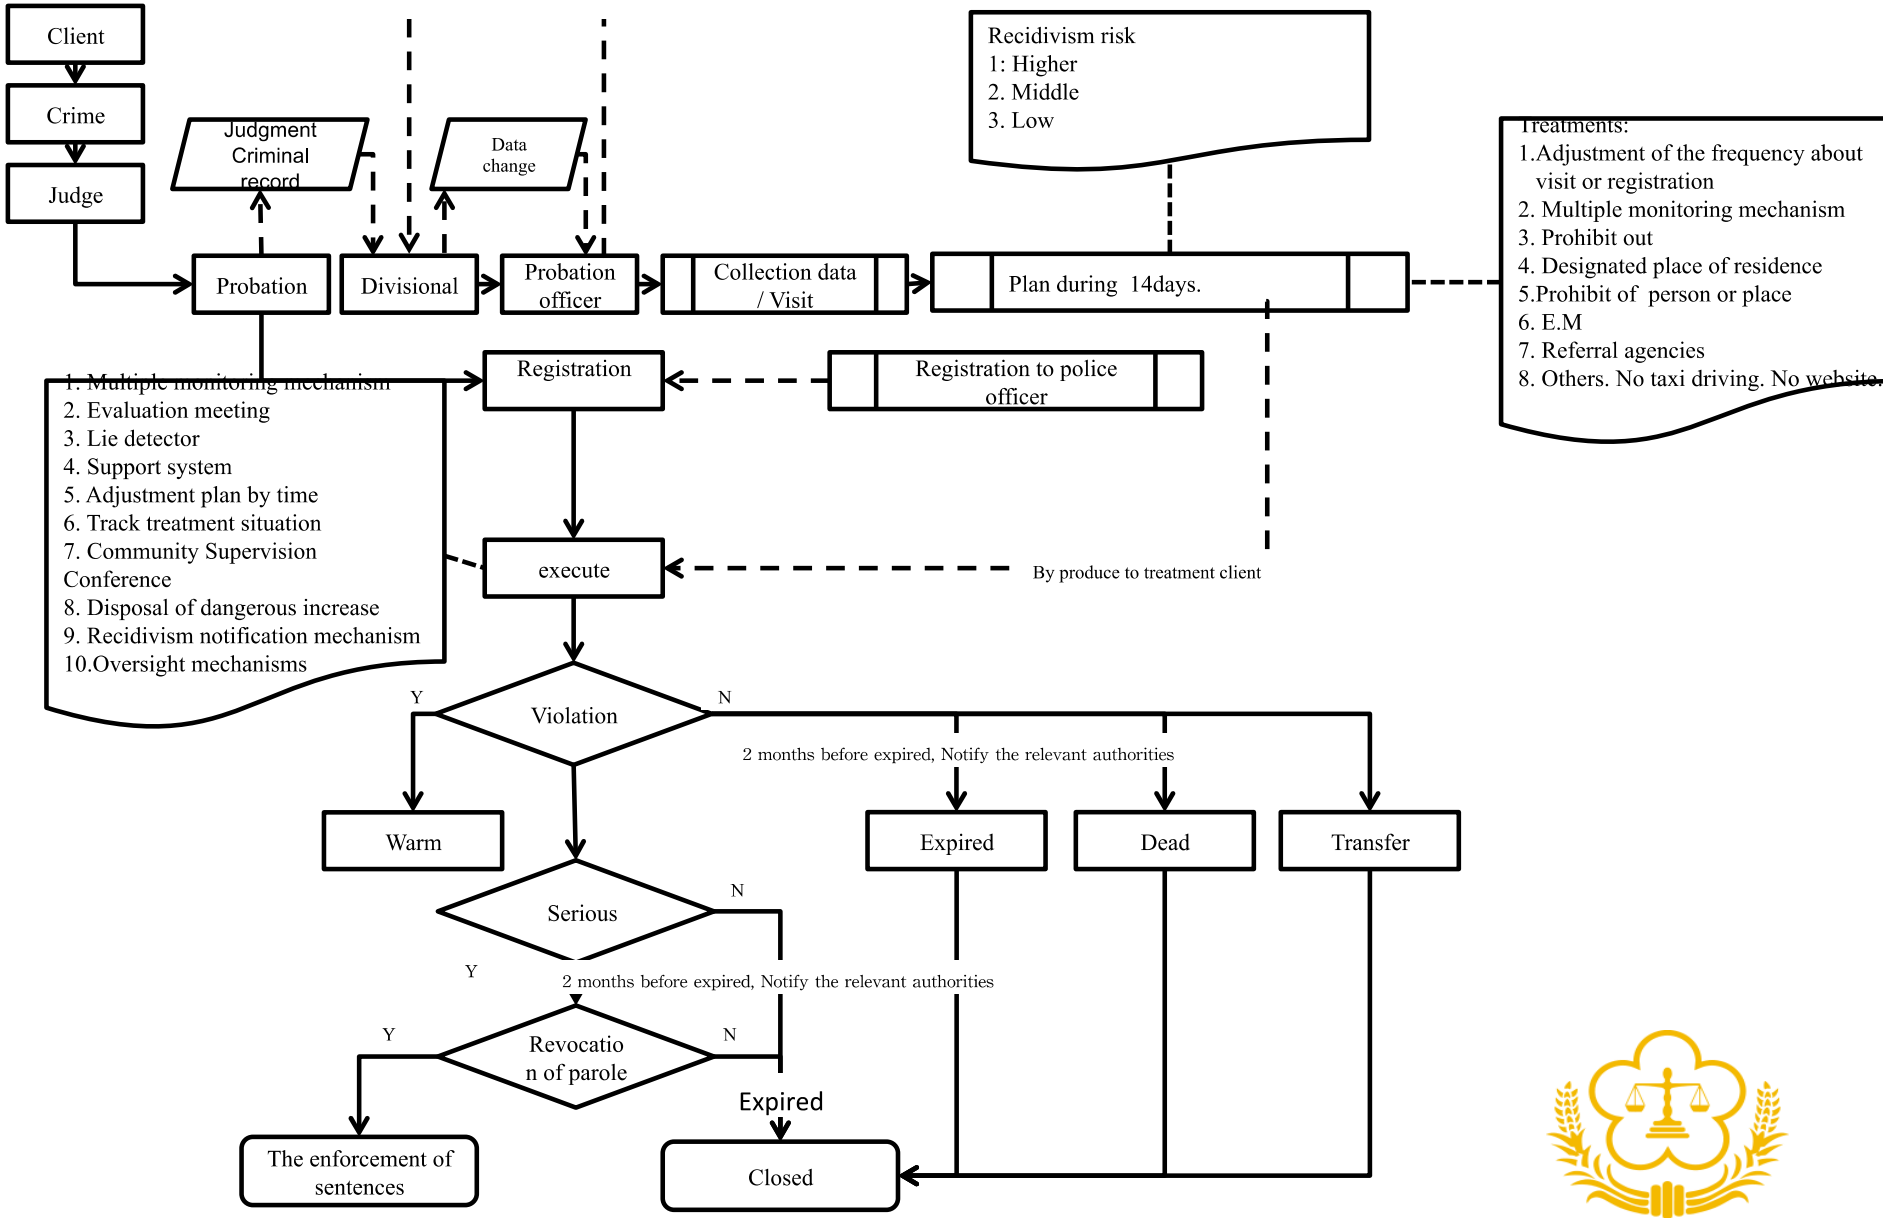 Client
Crime
Judge
Judgment
Criminal
record
Data
change
Recidivism risk
1: Higher
2. Middle
3. Low
Treatments:
1.Adjustment of the frequency about
visit or registration
2. Multiple monitoring mechanism
3. Prohibit out
4. Designated place of residence
5.Prohibit of person or place
6. E.M
7. Referral agencies
8. Others. No taxi driving. No website.
Probation
Divisional
Probation
officer
Collection data
/ Visit
Plan during 14days.
Registration
Registration to police
officer
1. Multiple monitoring mechanism
2. Evaluation meeting
3. Lie detector
4. Support system
5. Adjustment plan by time
6. Track treatment situation
7. Community Supervision
Conference
8. Disposal of dangerous increase
9. Recidivism notification mechanism
10.Oversight mechanisms
execute
By produce to treatment client
Y
Violation
N
2 months before expired, Notify the relevant authorities
Warm
Expired
Dead
Transfer
Serious
N
Y
2 months before expired, Notify the relevant authorities
Y
Revocatio
n of parole
N
Expired
The enforcement of
sentences
Closed